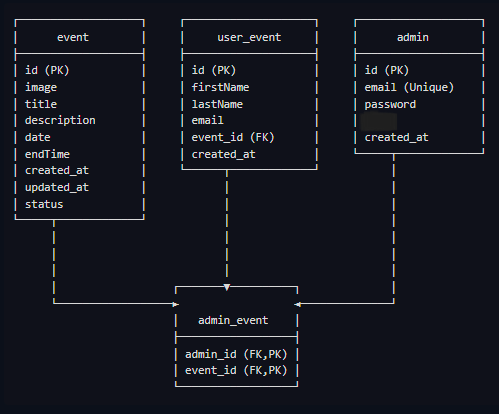 event
id (PK)
image
title
description
date
endTime
created_at
updated_at
status
user_event
id (PK)
firstName
lastName
email
event_id (FK)
created_at
admin
id (PK)
email (Unique)
password
created_at
admin_event
admin_id (FK,PK)
event_id (FK,PK)